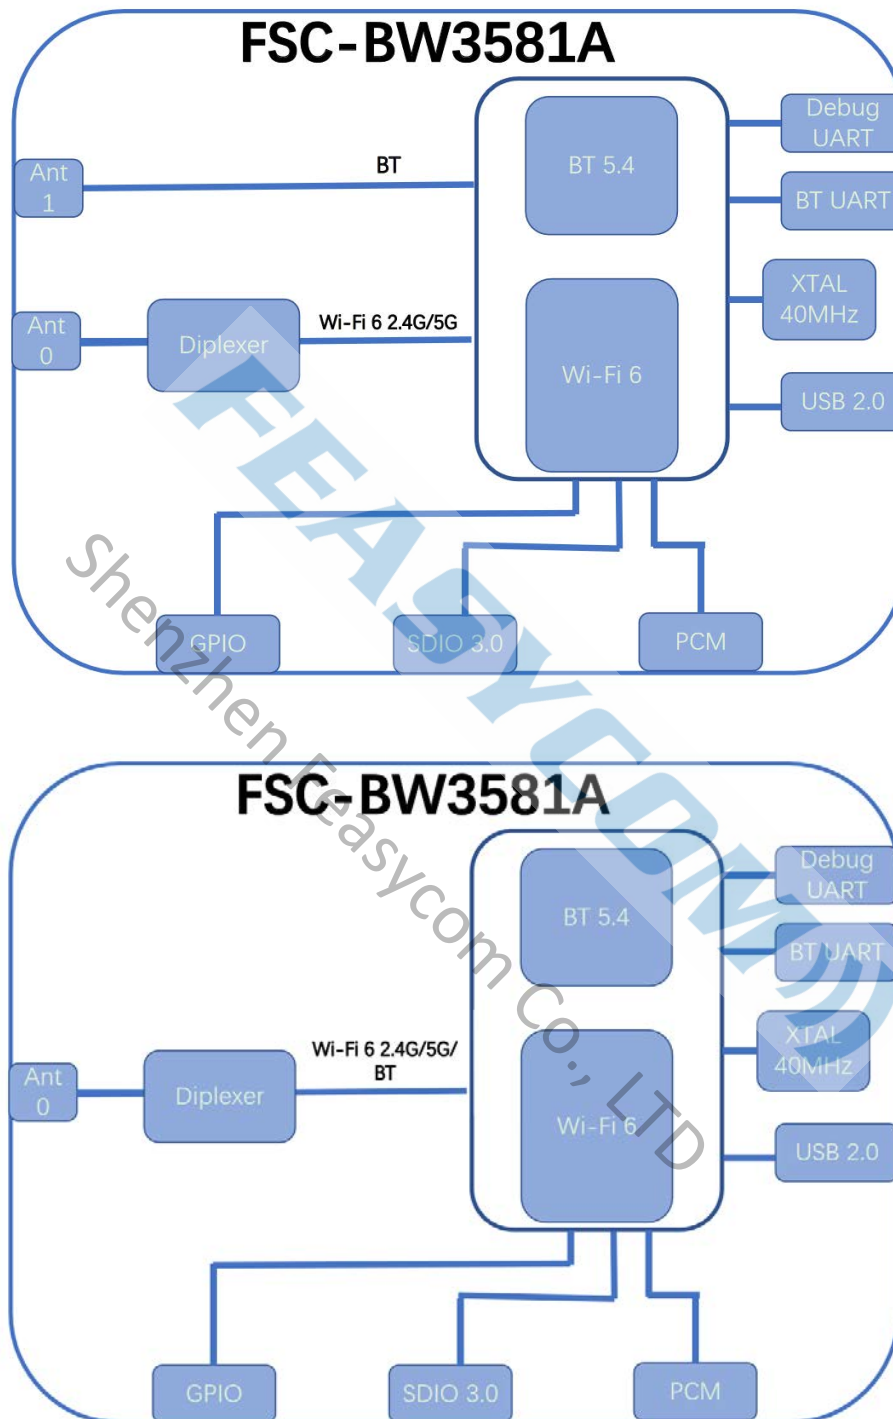 FSC-BW3581A
Debug
UART
BT 5.4
BT
Ant
1
BT UART
XTAL
40MHz
Ant
0
Diplexer
Wi-Fi 6 2.4G/5G
Wi-Fi 6
USB 2.0
GPIO
SDIO 3.0
PCM
FEASYCOM
Shenzhen Feasycom Co., LTD
FSC-BW3581A
Debug
UART
BT 5.4
BT UART
XTAL
40MHz
Wi-Fi 6 2.4G/5G/
BT
Ant
0
Diplexer
Wi-Fi 6
USB 2.0
GPIO
SDIO 3.0
PCM